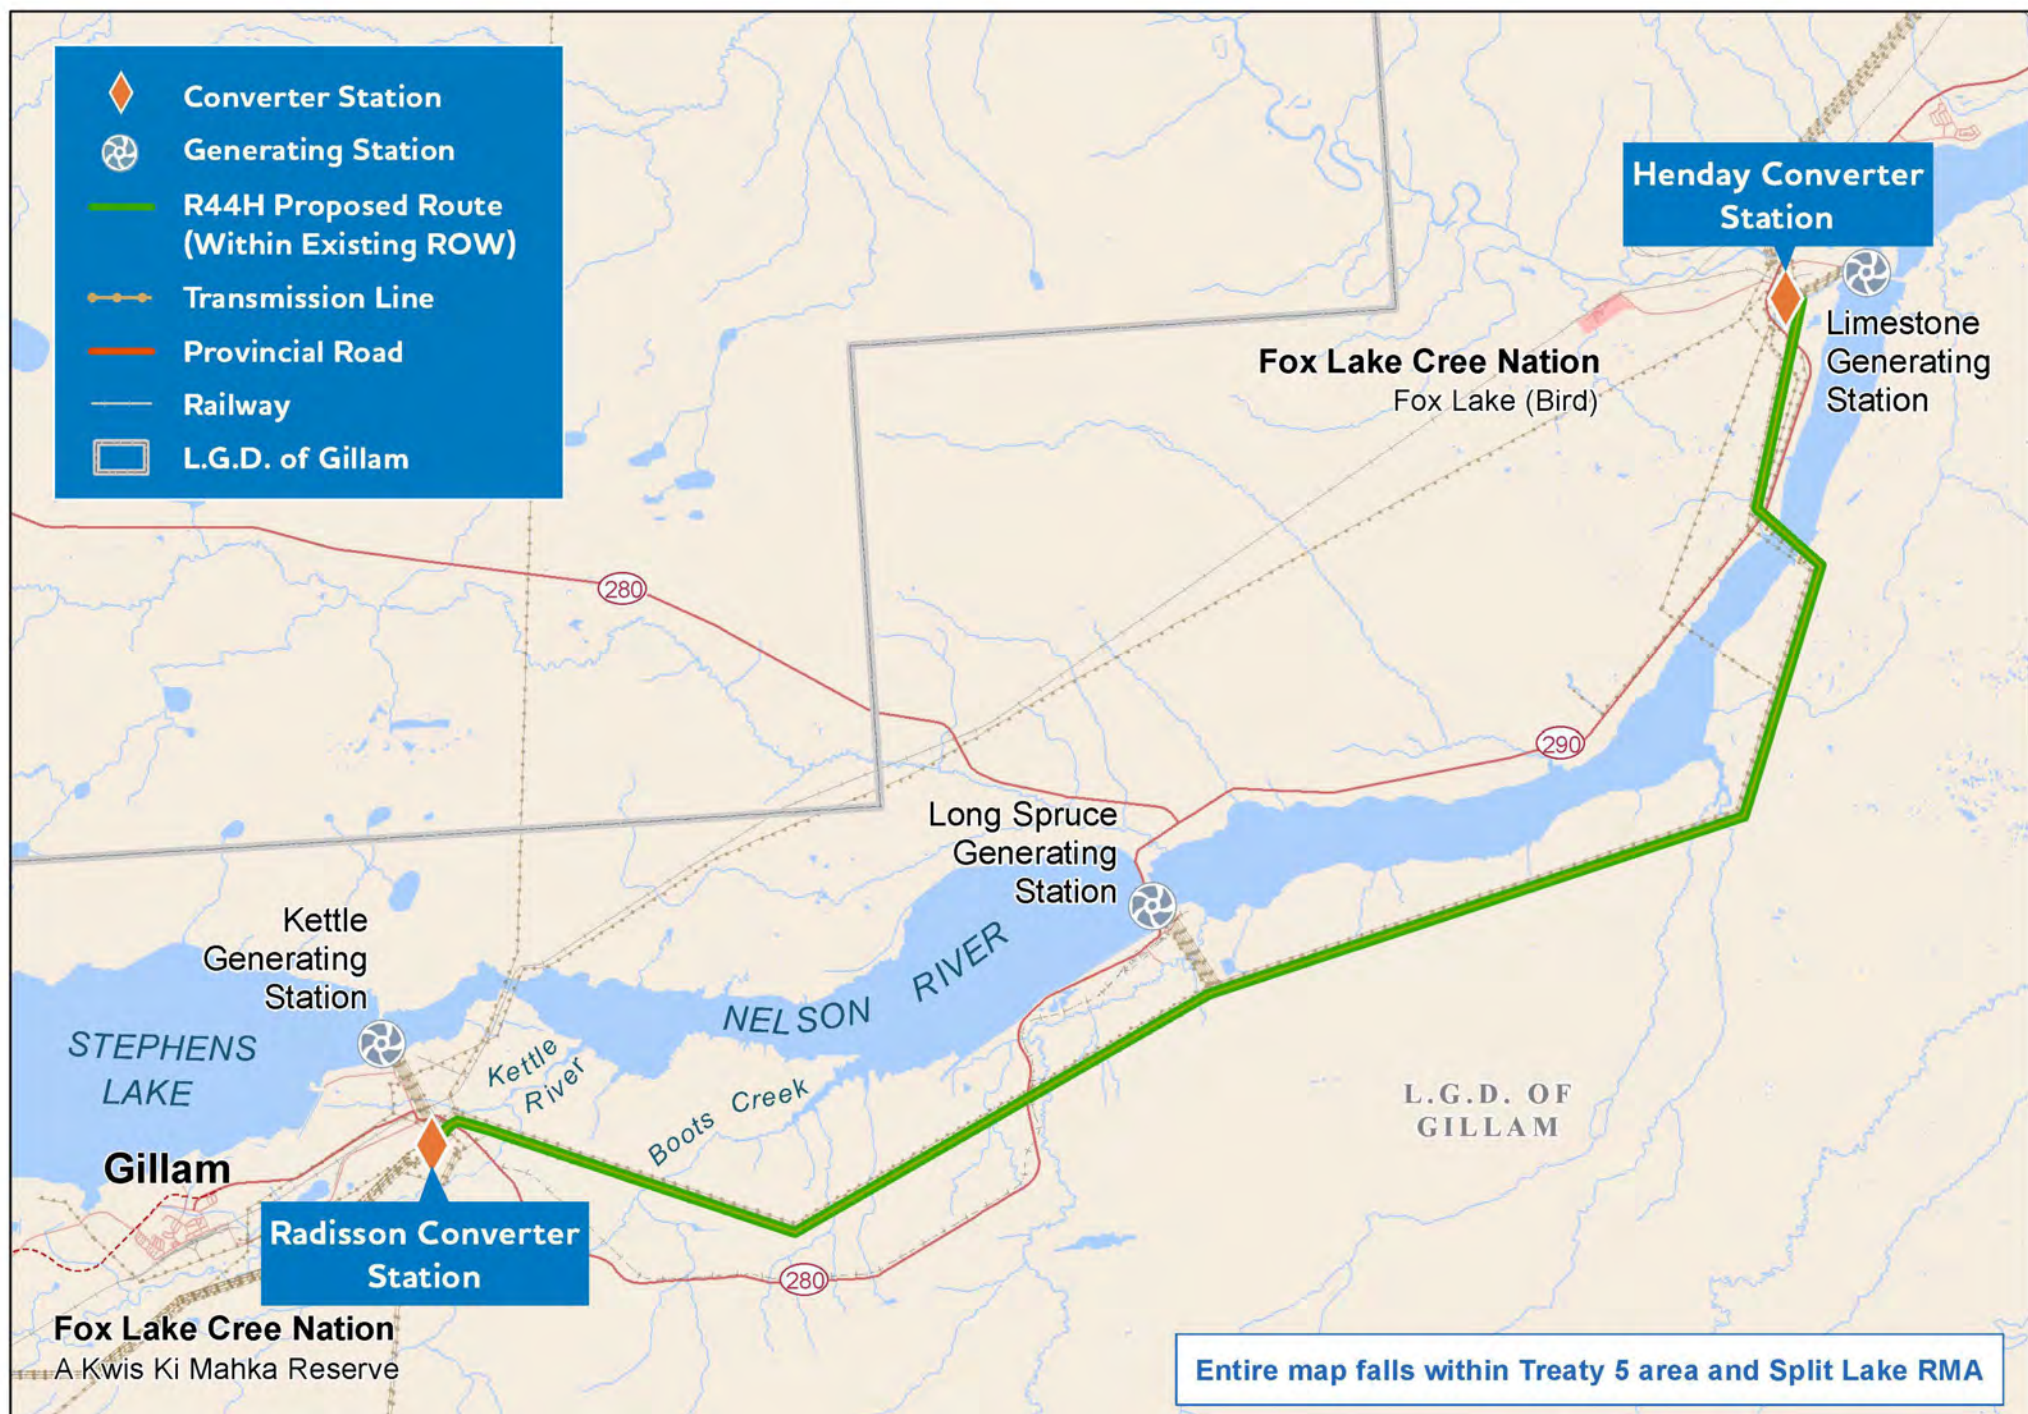 Converter Station
Generating Station
R44H Proposed Route
(Within Existing ROW)
Transmission Line
Provincial Road
Railway
L.G.D. of Gillam
Henday Converter
Station
Limestone
Generating
Station
Fox Lake Cree Nation
Fox Lake (Bird)
280
290
Long Spruce
Generating
Station
Kettle
Generating
Station
NELSON RIVER
STEPHENS
LAKE
Kettle
River
Boots Creek
L.G.D. OF
GILLAM
Gillam
Radisson Converter
Station
280
Fox Lake Cree Nation
A Kwis Ki Mahka Reserve
Entire map falls within Treaty 5 area and Split Lake RMA